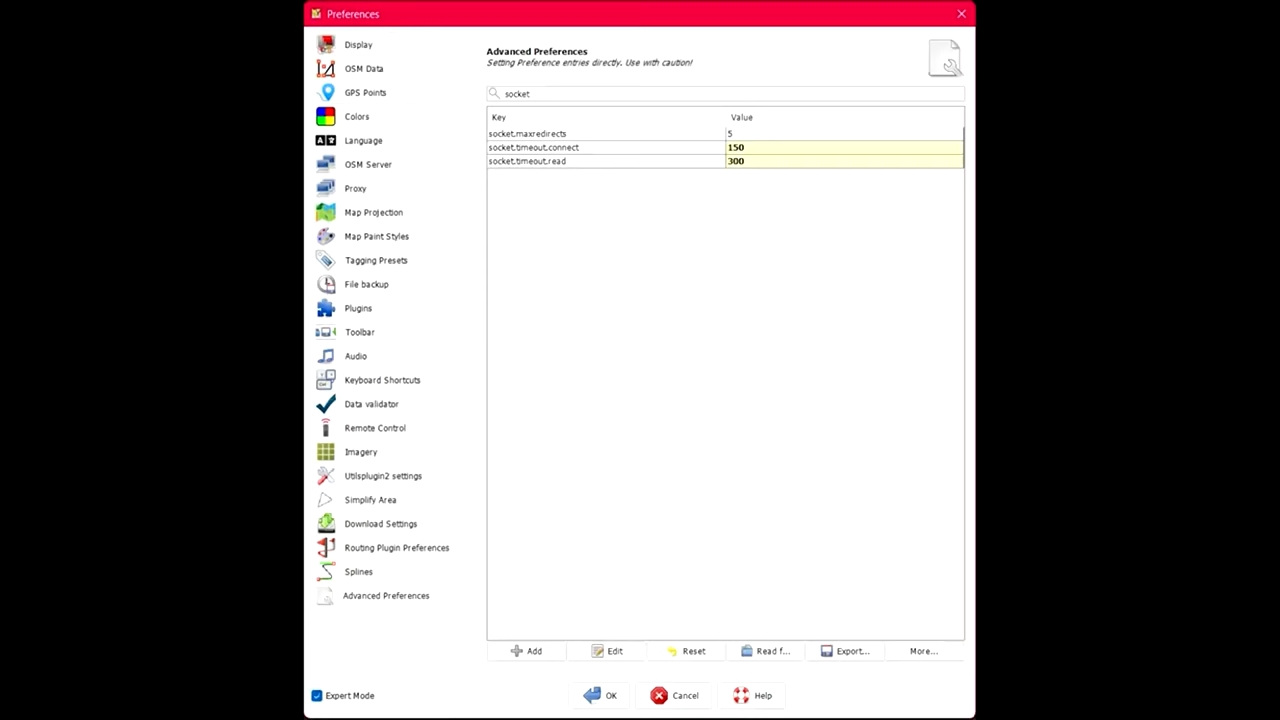 Preferences
Display
OSM Data
GPS Points
Colors
Language
OSM Server
Proxy
Map Projection
Map Paint Styles
Tagging Presets
File backup
Plugins
Toolbar
Audio
Keyboard Shortcuts
Data validator
Remote Control
Imagery
Utilsplugin2 settings
Simplify Area
Download Settings
Routing Plugin Preferences
Splines
Advanced Preferences
Expert Mode
Advanced Preferences
Setting Preference entries directly. Use with caution!
socket
Key Value
socket.maxredirects 5
socket.timeout.connect 150
socket.timeout.read 300
Add Edit Reset Read f... Export... More...
OK Cancel Help